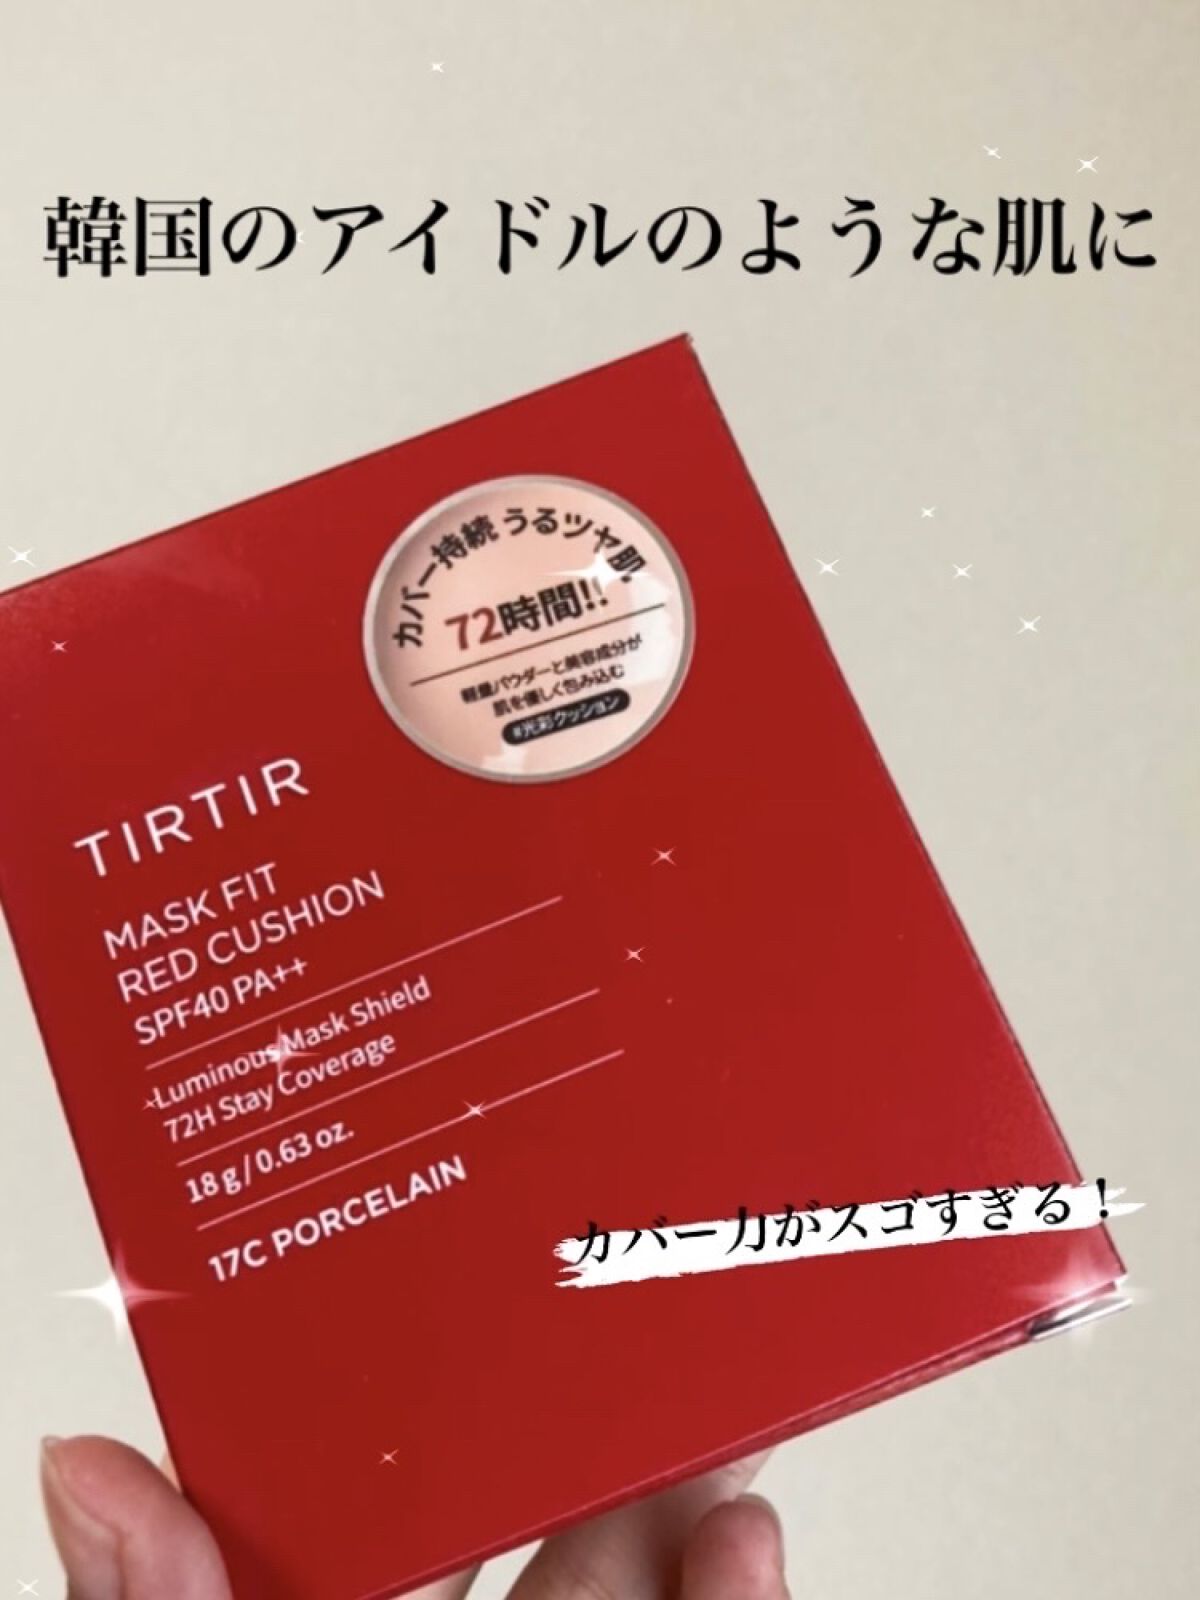 韓国のアイドルのような肌に
カバー持続 うるツヤ肌
72時間!!
軽量パウダーと美容成分が
肌を優しく包み込む
#光彩クッション
TIRTIR
MASK FIT
RED CUSHION
SPF40 PA++
Luminous Mask Shield
72H Stay Coverage
18 g / 0.63 oz.
17C PORCELAIN
カバー力がスゴすぎる！